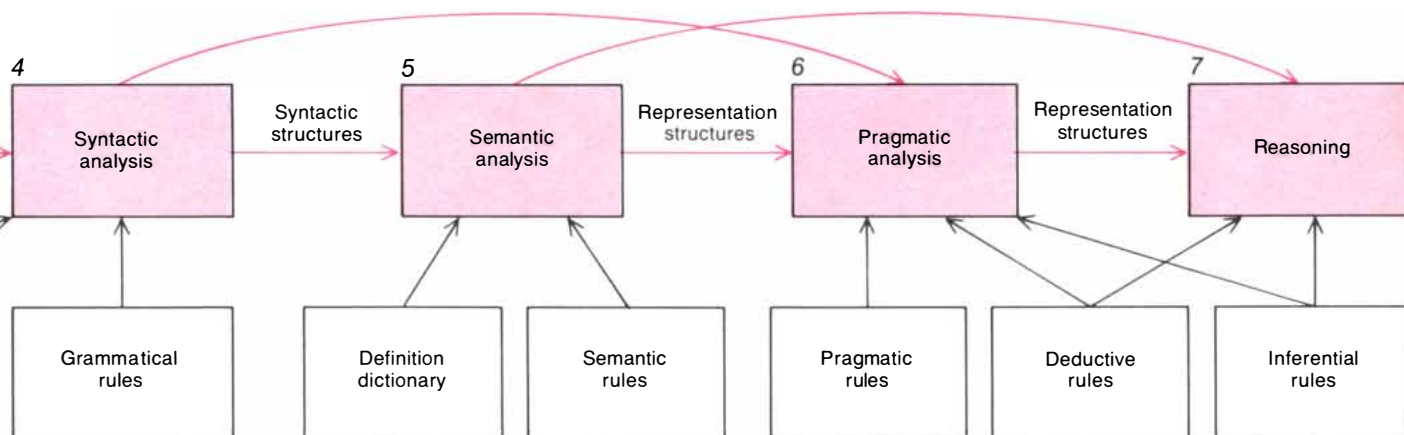 4
5
6
7
Syntactic
analysis
Syntactic
structures
Semantic
analysis
Representation
structures
Pragmatic
analysis
Representation
structures
Reasoning
Grammatical
rules
Definition
dictionary
Semantic
rules
Pragmatic
rules
Deductive
rules
Inferential
rules